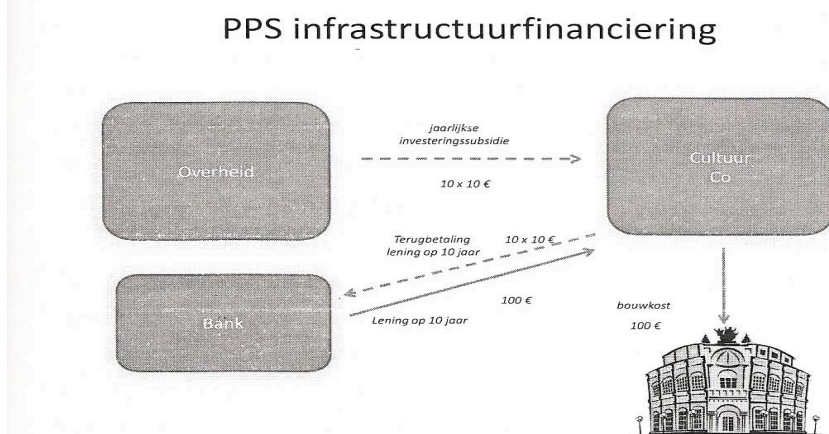 PPS infrastructuurfinanciering
jaarlijkse
investeringssubsidie
10 x 10 €
Overheid
Cultuur
Co
Terugbetaling
lening op 10 jaar
10 x 10 €
100 €
Lening op 10 jaar
Bank
bouwkost
100 €